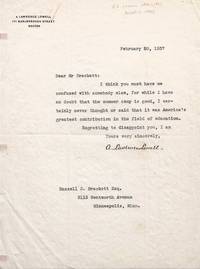 A. LAWRENCE LOWELL
171 MARLBOROUGH STREET
BOSTON
February 20, 1937
Dear Mr Brackett:
I think you must have me
confused with somebody else, for while I have
no doubt that the summer camp is good, I cer-
tainly never thought or said that it was America's
greatest contribution in the field of education.
Regretting to disappoint you, I am
Yours very sincerely,
A. Lawrence Lowell
Russell D. Brackett Esq.
5115 Wentworth Avenue
Minneapolis, Minn.